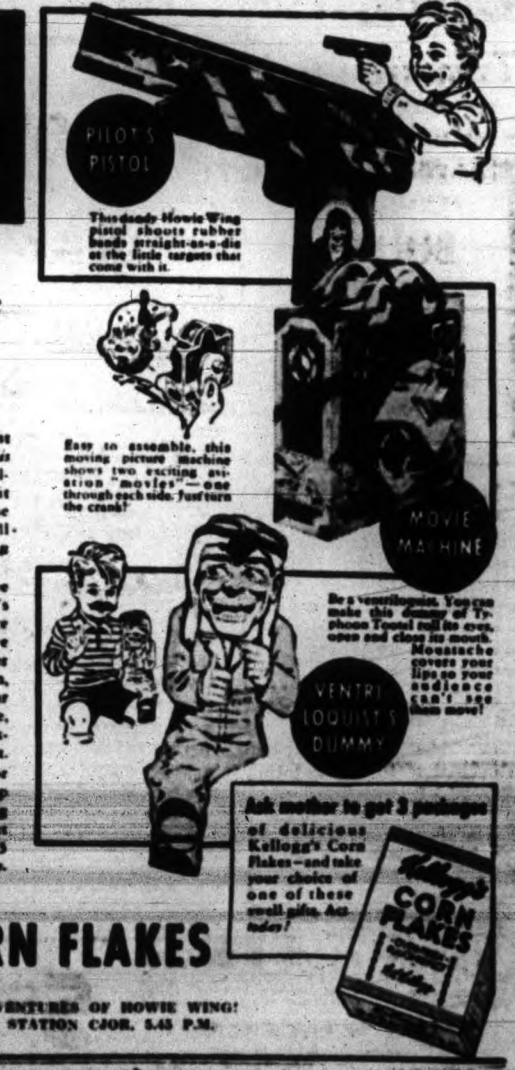 PILOT'S
PISTOL
This dandy Howie Wing
pistol shoots rubber
bands straight-as-a-die
at the little targets that
come with it.
Easy to assemble, this
moving picture machine
shows two exciting avi-
ation "movies"—one
through each side. Just turn
the crank!
MOVIE
MACHINE
Be a ventriloquist. You can
make this dummy of Ty-
phoon Tootel roll its eyes,
open and close its mouth.
Moustache
covers your
lips so your
audience
can't see
them move!
VENTRI
LOQUIST'S
DUMMY
Ask mother to get 3 packages
of delicious
Kellogg's Corn
Flakes—and take
your choice of
one of these
swell gifts. Act
today!
Kellogg's
CORN
FLAKES
RN FLAKES
VENTURES OF HOWIE WING!
STATION CJOR, 5.45 P.M.